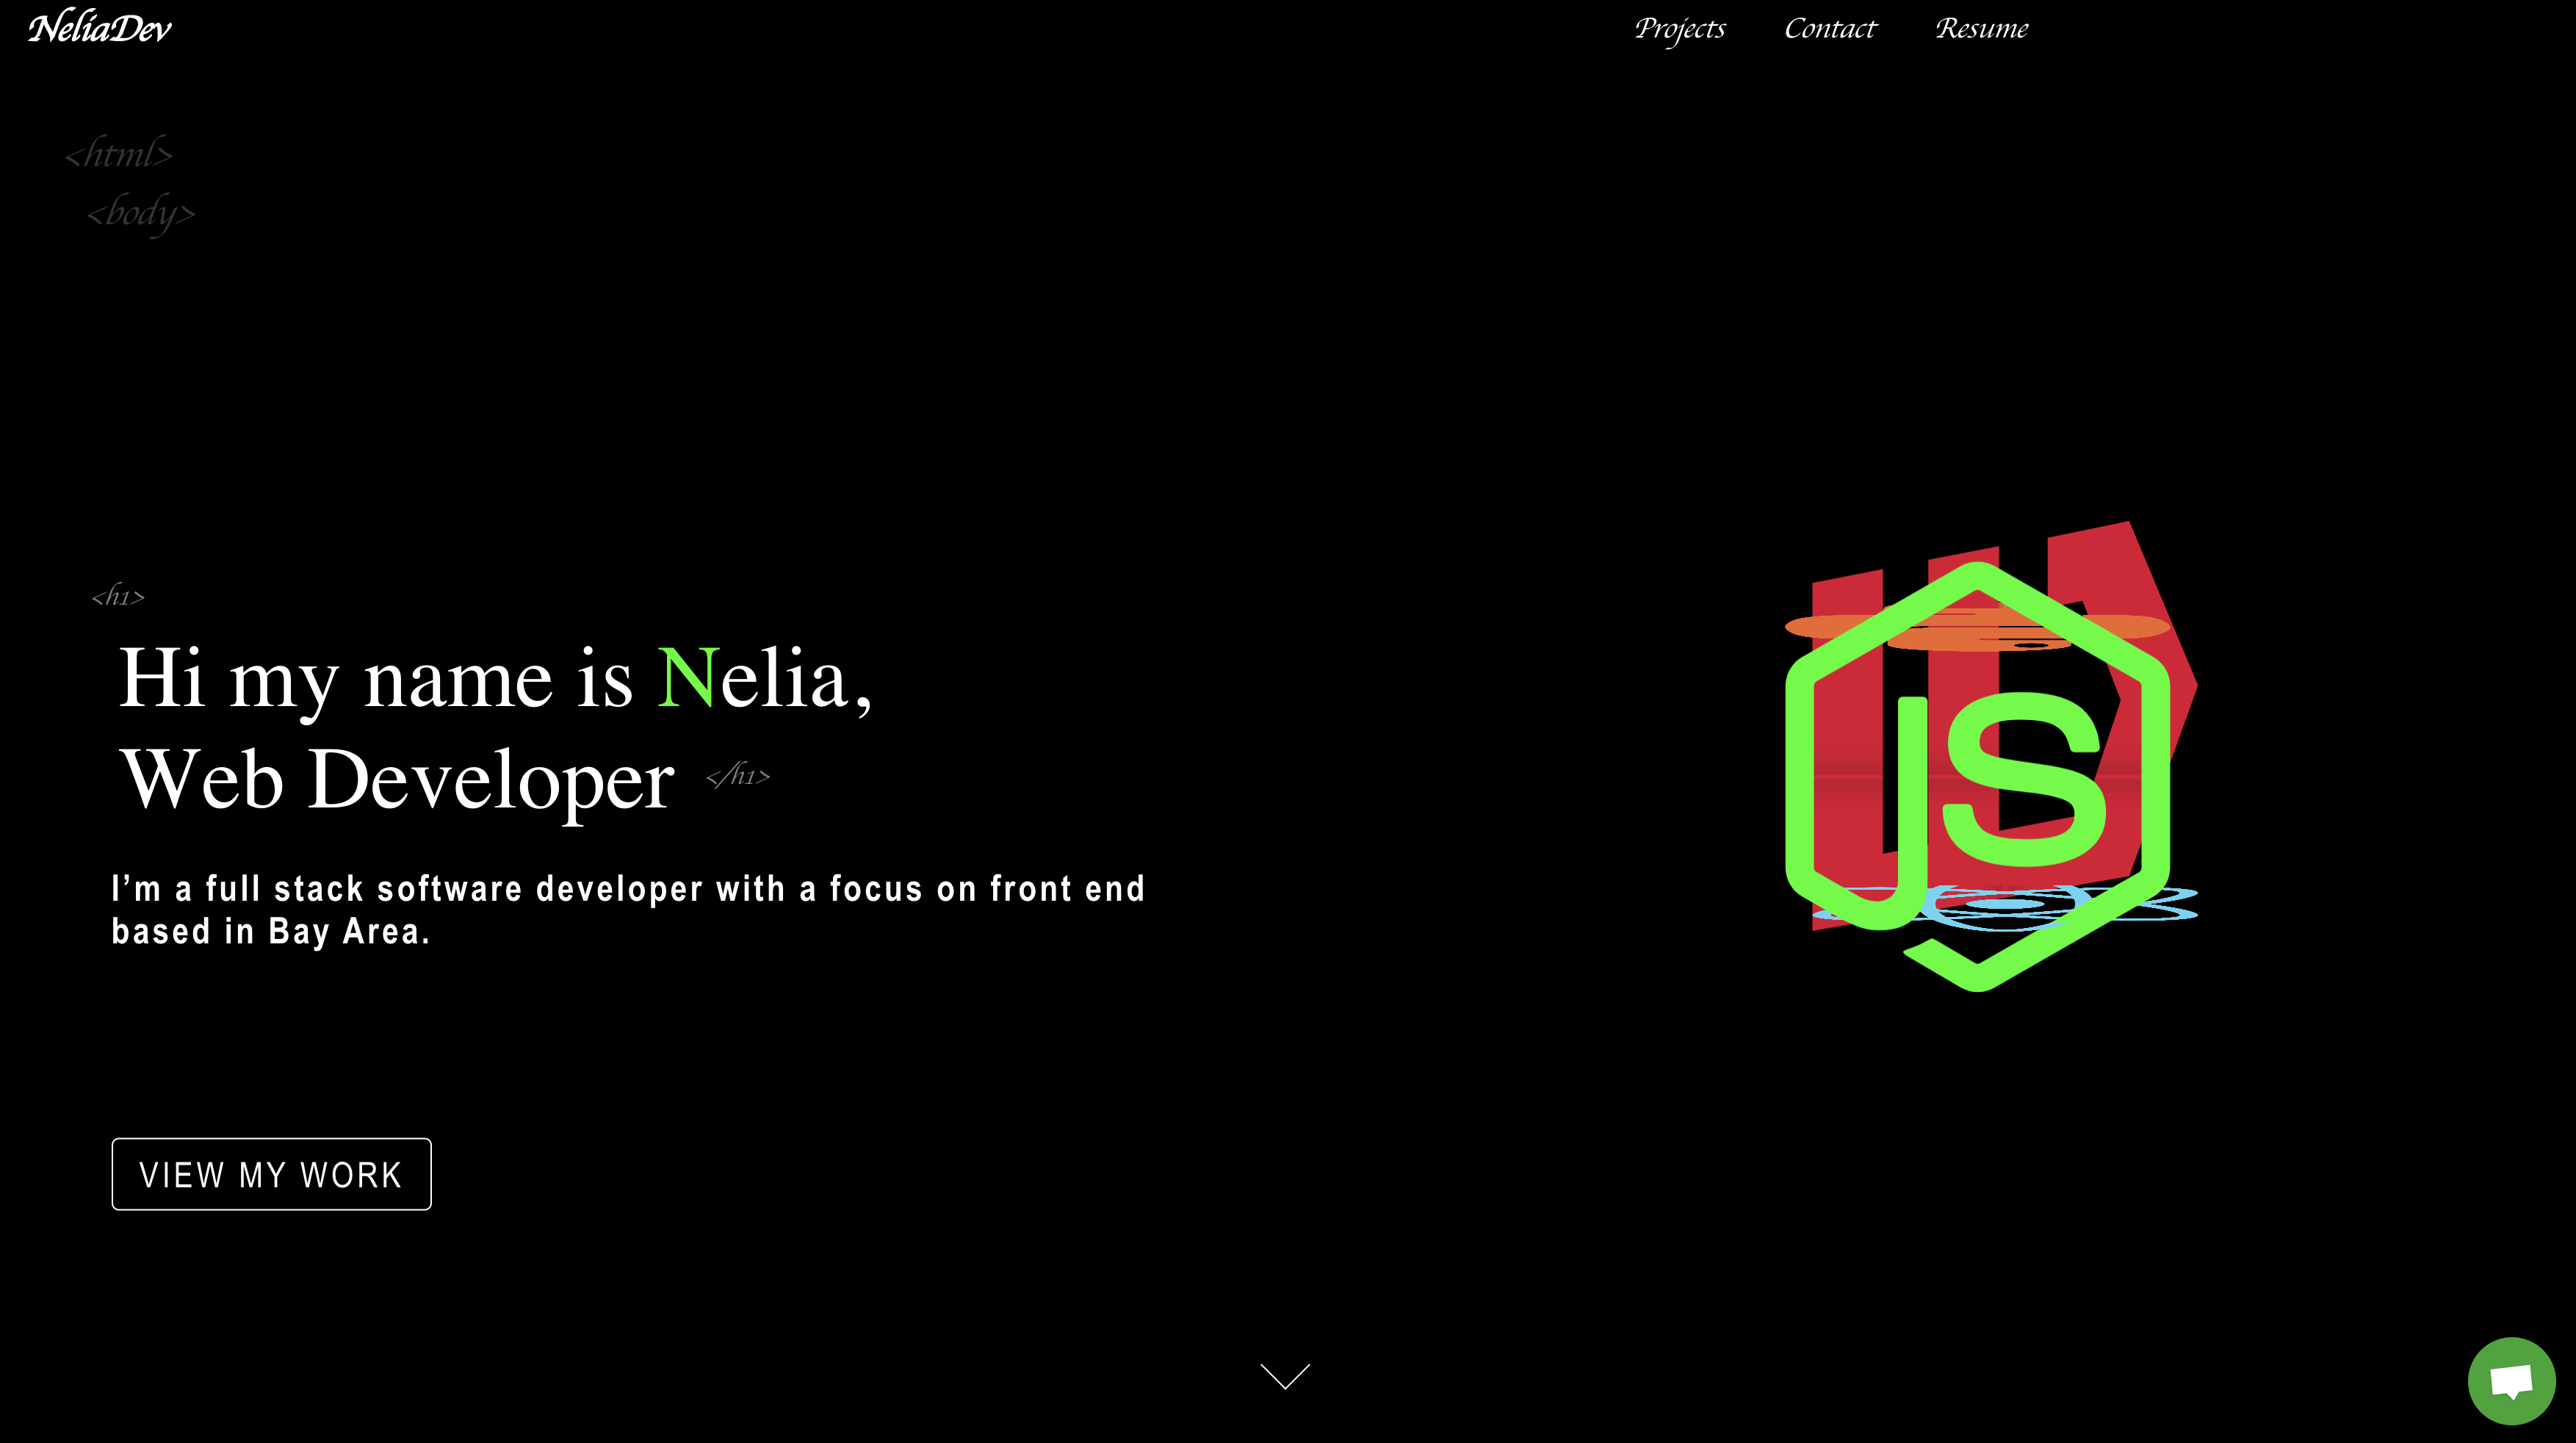 NeliaDev
Projects Contact Resume
<html>
<body>
<h1>
Hi my name is Nelia,
Web Developer </h1>
I’m a full stack software developer with a focus on front end
based in Bay Area.
VIEW MY WORK
JS